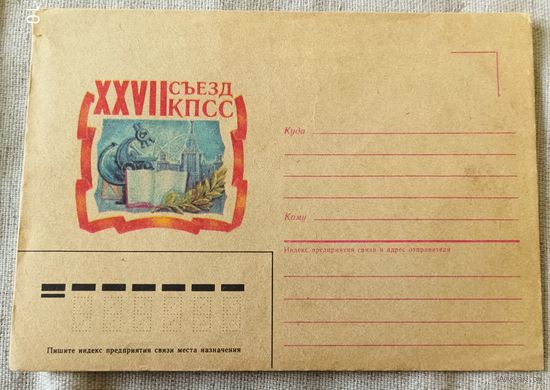 XXVII СЪЕЗД
КПСС
Куда
Кому
Индекс предприятия связи и адрес отправителя
Пишите индекс предприятия связи места назначения